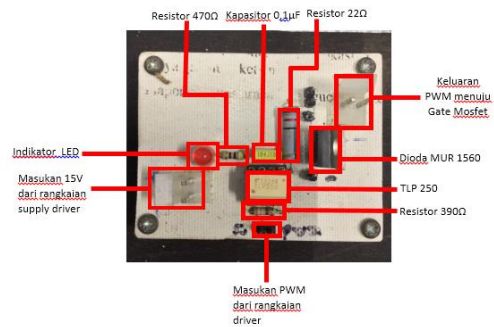 Resistor 470Ω
Kapasitor 0,1µF
Resistor 22Ω
Keluaran
PWM menuju
Gate Mosfet
Indikator LED
Dioda MUR 1560
Masukan 15V
dari rangkaian
supply driver
TLP 250
Resistor 390Ω
Masukan PWM
dari rangkaian
driver